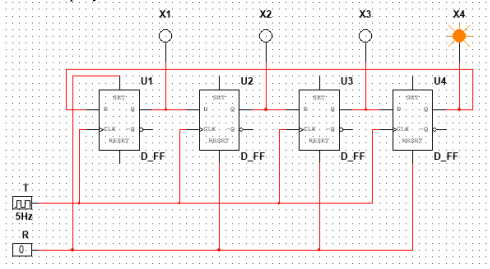 X1 X2 X3 X4
U1 U2 U3 U4
SET SET SET SET
D Q D Q D Q D Q
CLK ~Q CLK ~Q CLK ~Q CLK ~Q
RESET RESET RESET RESET
D_FF D_FF D_FF D_FF
T
5Hz
R
0